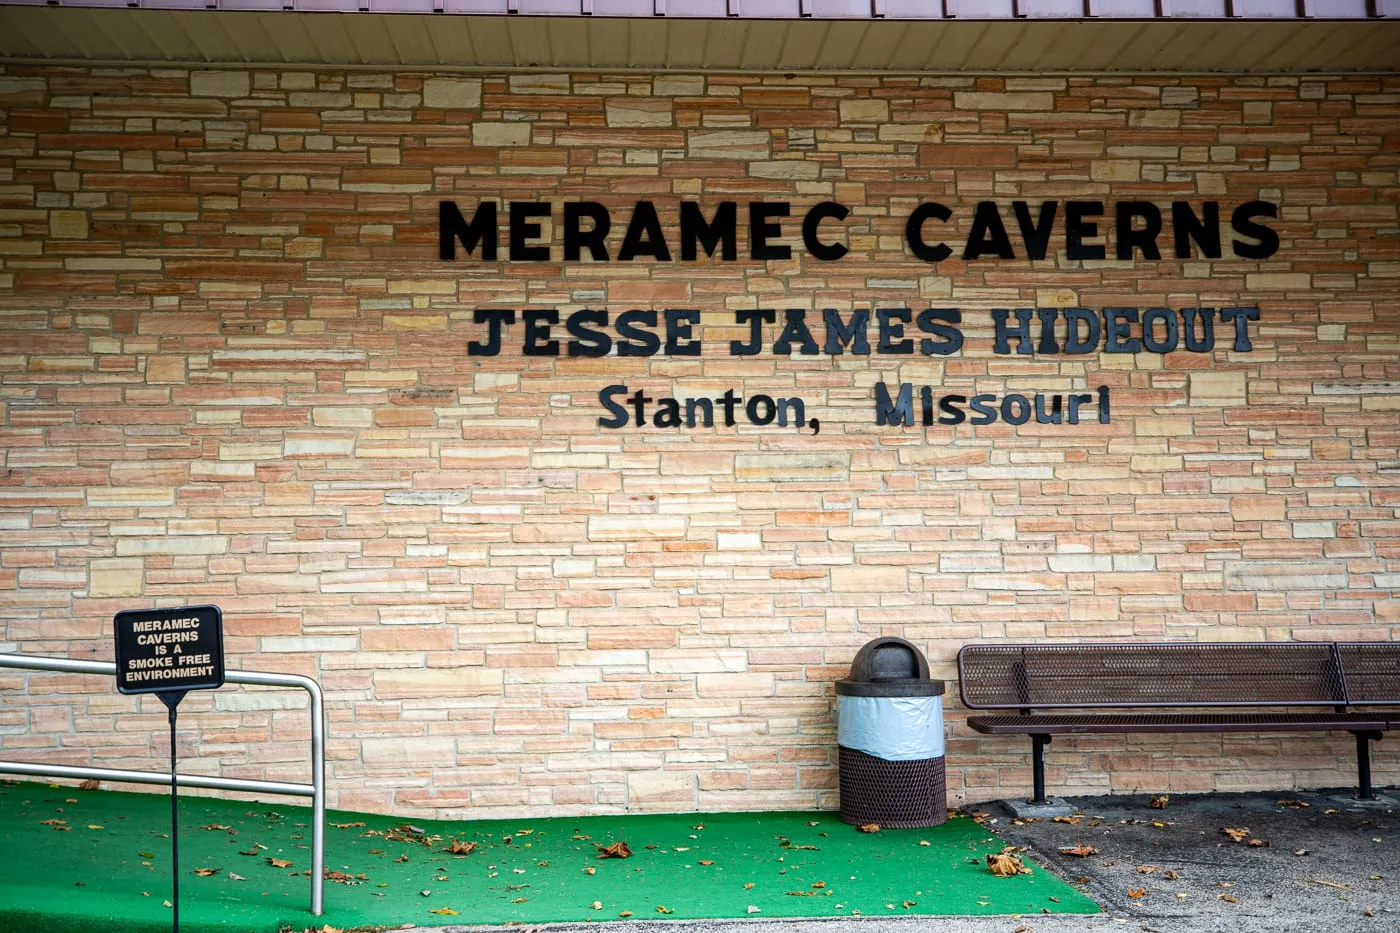 MERAMEC CAVERNS
JESSE JAMES HIDEOUT
Stanton, Missouri
MERAMEC
CAVERNS
IS A
SMOKE FREE
ENVIRONMENT